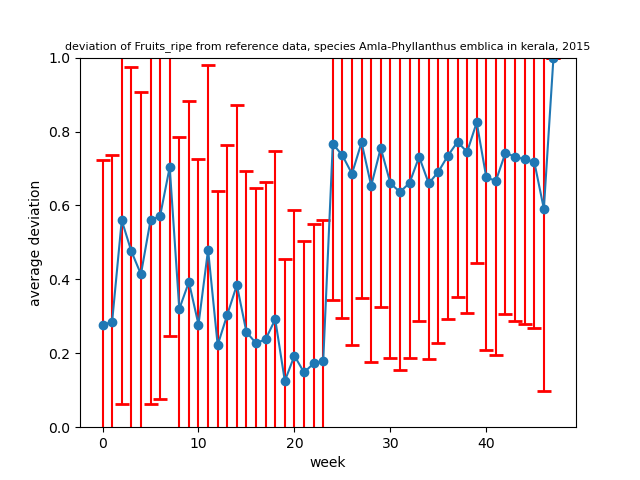 deviation of Fruits_ripe from reference data, species Amla-Phyllanthus emblica in kerala, 2015
1.0
0.8
0.6
0.4
0.2
0.0
average deviation
0 10 20 30 40
week